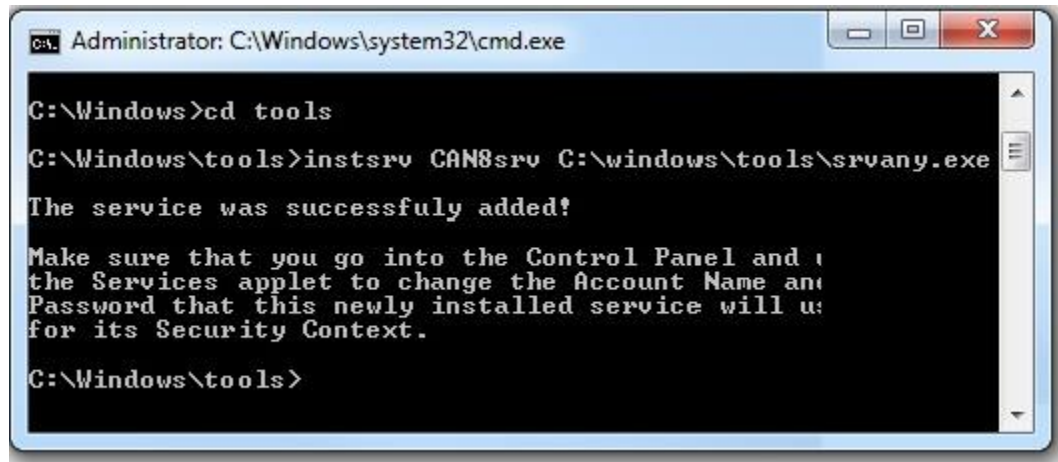 Administrator: C:\Windows\system32\cmd.exe
C:\Windows>cd tools
C:\Windows\tools>instsrv CAN8srv C:\windows\tools\srvany.exe
The service was successfuly added!
Make sure that you go into the Control Panel and
the Services applet to change the Account Name
Password that this newly installed service will
for its Security Context.
C:\Windows\tools>